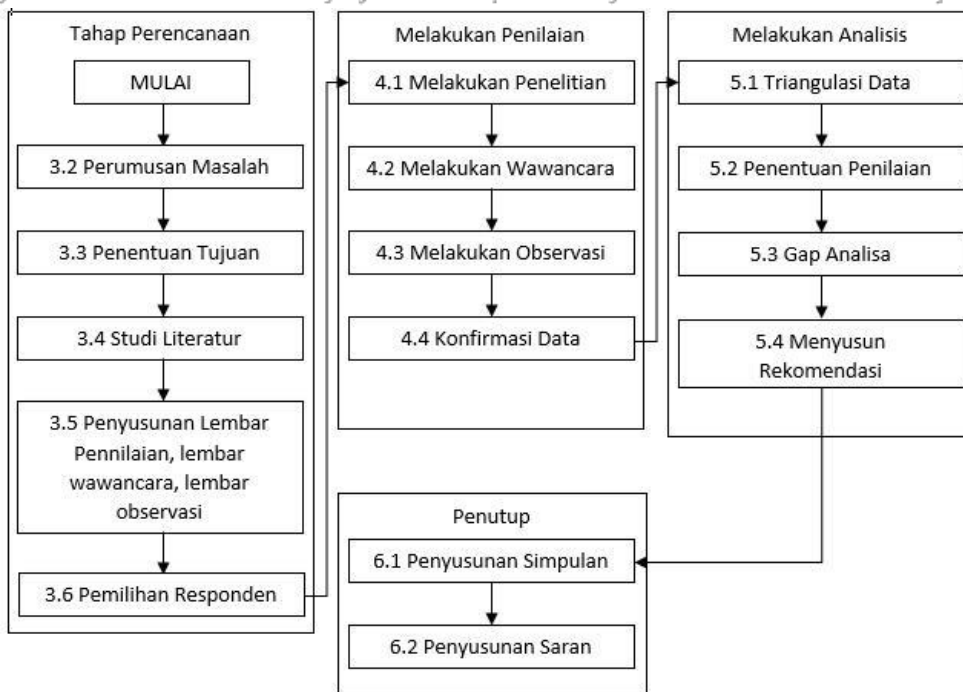 Tahap Perencanaan
MULAI
3.2 Perumusan Masalah
3.3 Penentuan Tujuan
3.4 Studi Literatur
3.5 Penyusunan Lembar
Pennilaian, lembar
wawancara, lembar
observasi
3.6 Pemilihan Responden
Melakukan Penilaian
4.1 Melakukan Penelitian
4.2 Melakukan Wawancara
4.3 Melakukan Observasi
4.4 Konfirmasi Data
Melakukan Analisis
5.1 Triangulasi Data
5.2 Penentuan Penilaian
5.3 Gap Analisa
5.4 Menyusun
Rekomendasi
Penutup
6.1 Penyusunan Simpulan
6.2 Penyusunan Saran